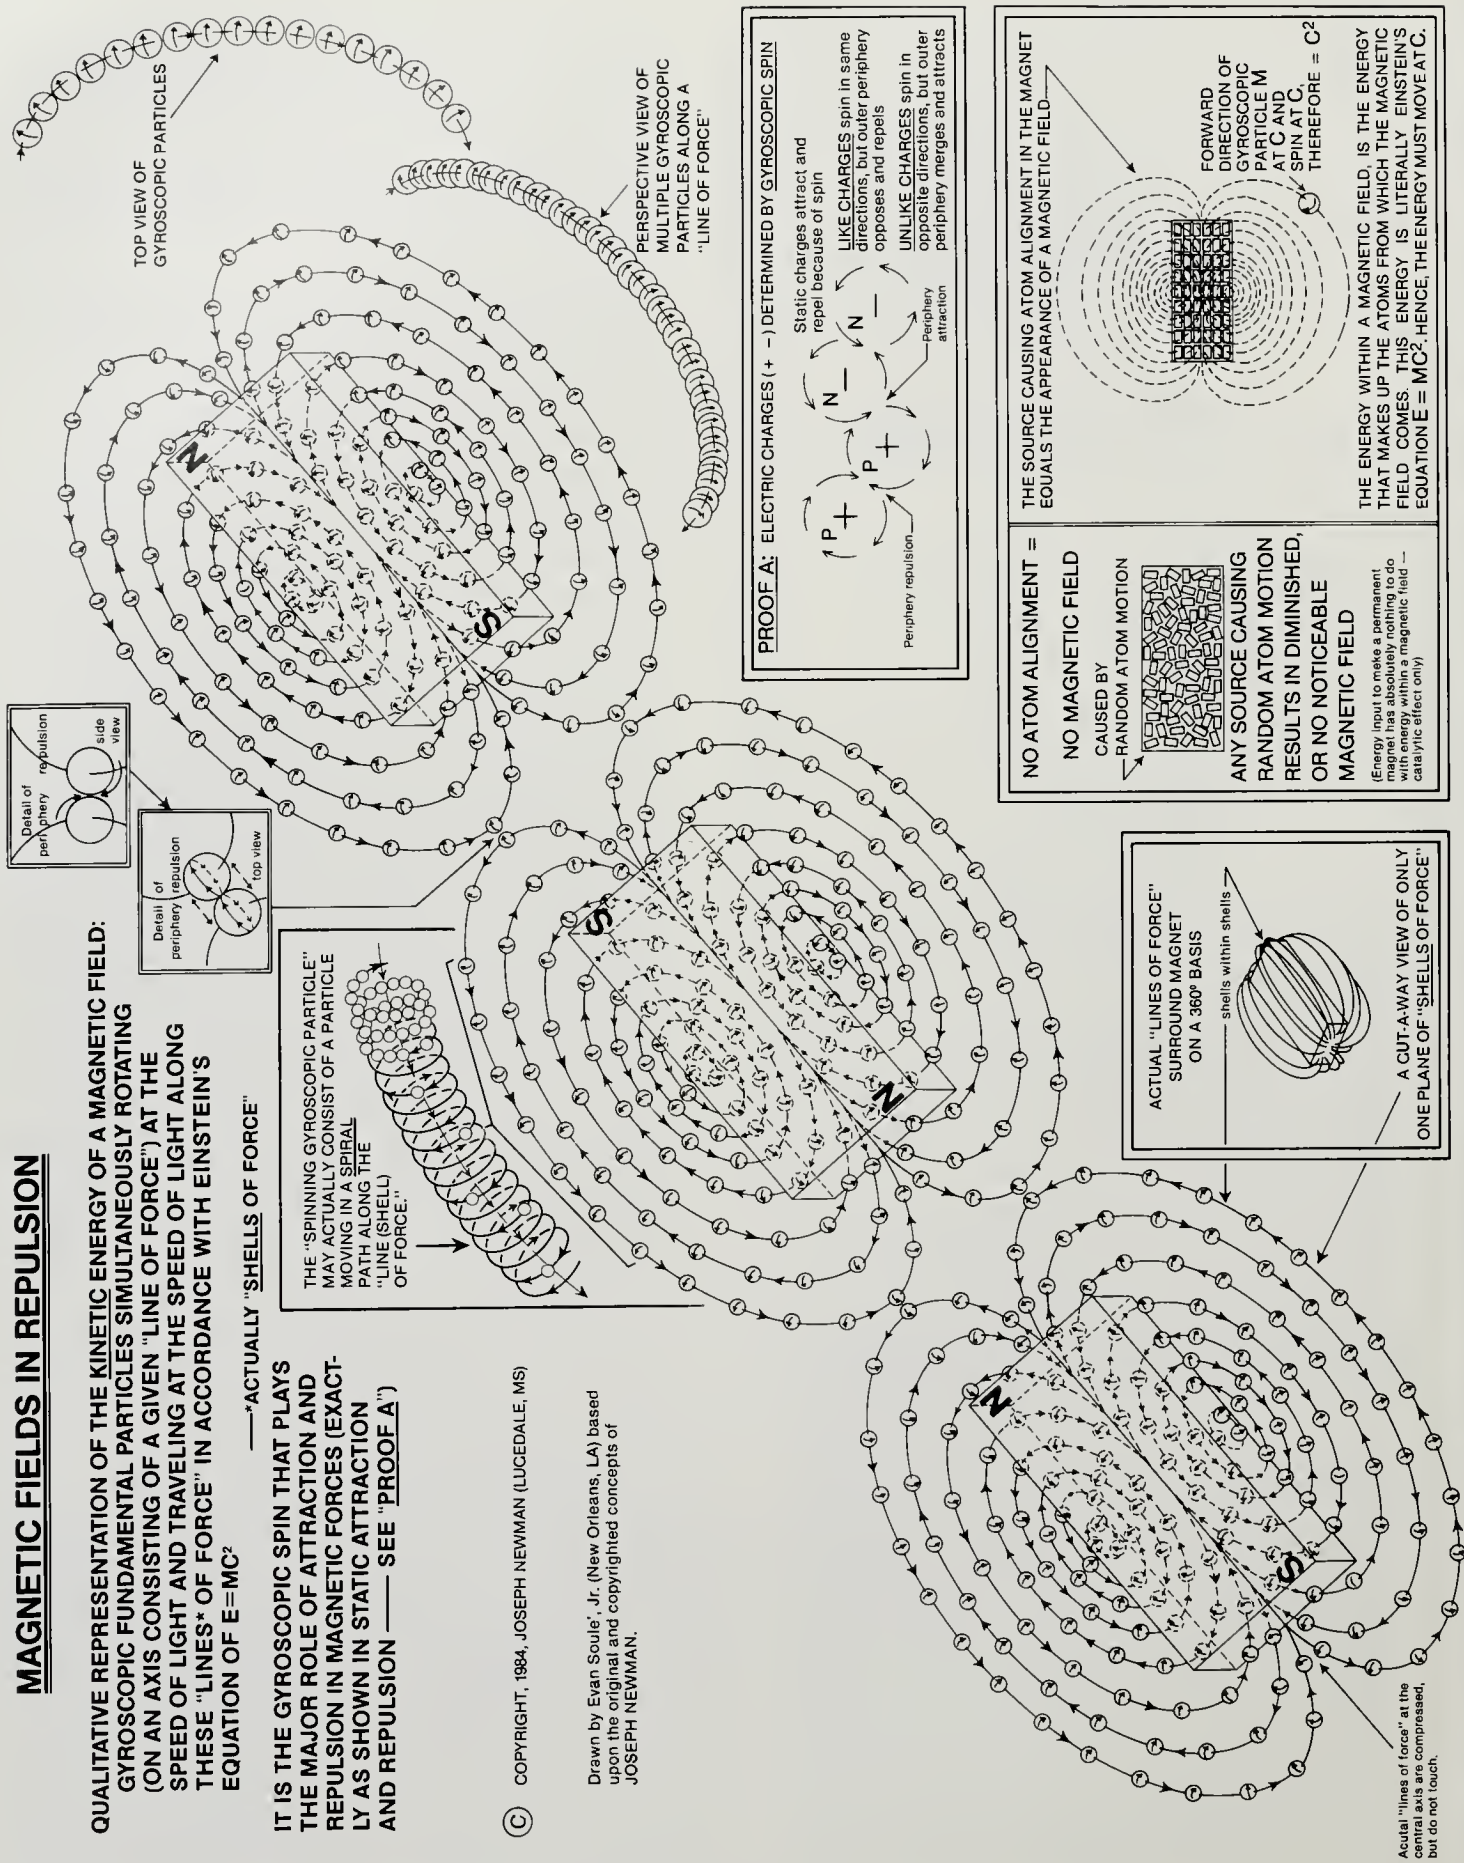 MAGNETIC FIELDS IN REPULSION
QUALITATIVE REPRESENTATION OF THE KINETIC ENERGY OF A MAGNETIC FIELD:
GYROSCOPIC FUNDAMENTAL PARTICLES SIMULTANEOUSLY ROTATING
(ON AN AXIS CONSISTING OF A GIVEN "LINE OF FORCE") AT THE
SPEED OF LIGHT AND TRAVELING AT THE SPEED OF LIGHT ALONG
THESE "LINES* OF FORCE" IN ACCORDANCE WITH EINSTEIN'S
EQUATION OF E=MC²
*ACTUALLY "SHELLS OF FORCE"
IT IS THE GYROSCOPIC SPIN THAT PLAYS
THE MAJOR ROLE OF ATTRACTION AND
REPULSION IN MAGNETIC FORCES (EXACT-
LY AS SHOWN IN STATIC ATTRACTION
AND REPULSION — SEE "PROOF A")
© COPYRIGHT, 1984, JOSEPH NEWMAN (LUCEDALE, MS)
Drawn by Evan Soule', Jr. (New Orleans, LA) based
upon the original and copyrighted concepts of
JOSEPH NEWMAN.
THE "SPINNING GYROSCOPIC PARTICLE"
MAY ACTUALLY CONSIST OF A PARTICLE
MOVING IN A SPIRAL
PATH ALONG THE
"LINE (SHELL)
OF FORCE."
Detail of
periphery repulsion
side
view
Detail of
periphery repulsion
top view
TOP VIEW OF
GYROSCOPIC PARTICLES
PERSPECTIVE VIEW OF
MULTIPLE GYROSCOPIC
PARTICLES ALONG A
"LINE OF FORCE"
N
S
S
N
N
S
Acutal "lines of force" at the
central axis are compressed,
but do not touch.
PROOF A: ELECTRIC CHARGES (+ −) DETERMINED BY GYROSCOPIC SPIN
Static charges attract and
repel because of spin
LIKE CHARGES spin in same
directions, but outer periphery
opposes and repels
UNLIKE CHARGES spin in
opposite directions, but outer
periphery merges and attracts
P
+
N
−
P
+
N
−
Periphery repulsion
Periphery
attraction
NO ATOM ALIGNMENT =
NO MAGNETIC FIELD
CAUSED BY
RANDOM ATOM MOTION
ANY SOURCE CAUSING
RANDOM ATOM MOTION
RESULTS IN DIMINISHED,
OR NO NOTICEABLE
MAGNETIC FIELD
(Energy input to make a permanent
magnet has absolutely nothing to do
with energy within a magnetic field —
catalytic effect only)
THE SOURCE CAUSING ATOM ALIGNMENT IN THE MAGNET
EQUALS THE APPEARANCE OF A MAGNETIC FIELD
FORWARD
DIRECTION OF
GYROSCOPIC
PARTICLE M
AT C AND
SPIN AT C,
THEREFORE = C²
THE ENERGY WITHIN A MAGNETIC FIELD, IS THE ENERGY
THAT MAKES UP THE ATOMS FROM WHICH THE MAGNETIC
FIELD COMES. THIS ENERGY IS LITERALLY EINSTEIN'S
EQUATION E = MC². HENCE, THE ENERGY MUST MOVE AT C.
ACTUAL "LINES OF FORCE"
SURROUND MAGNET
ON A 360º BASIS
shells within shells
A CUT-A-WAY VIEW OF ONLY
ONE PLANE OF "SHELLS OF FORCE"